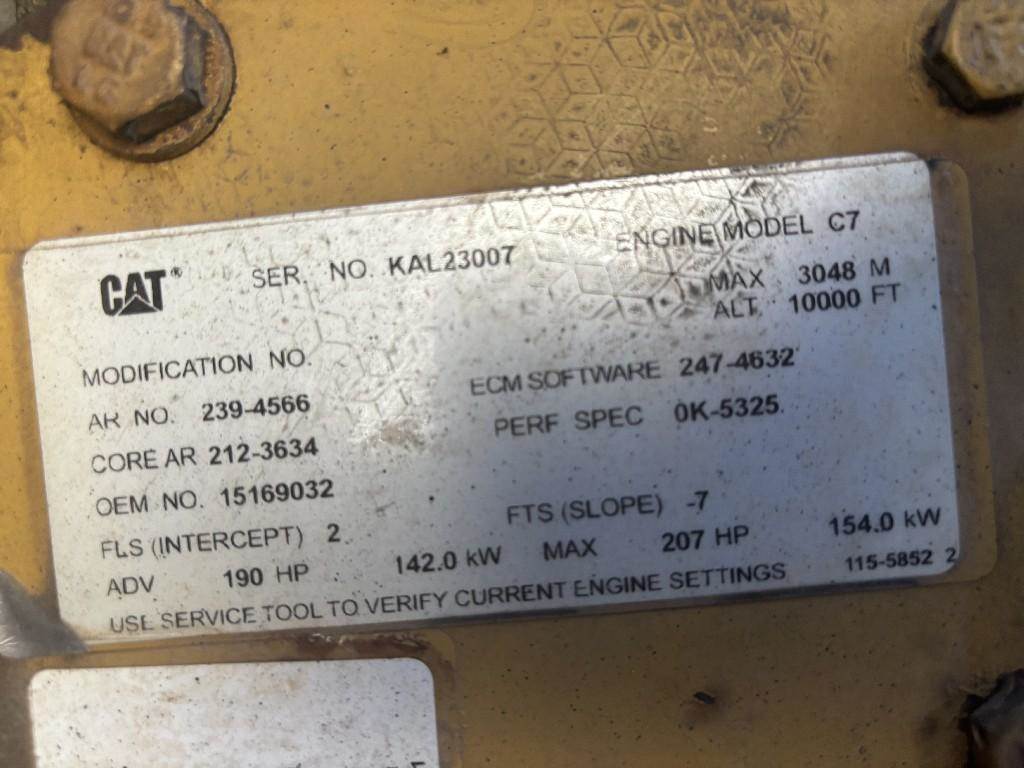 CAT® SER. NO. KAL23007 ENGINE MODEL C7
MAX 3048 M
ALT. 10000 FT
MODIFICATION NO.
AR NO. 239-4566 ECM SOFTWARE 247-4632
CORE AR 212-3634 PERF SPEC 0K-5325
OEM NO. 15169032
FLS (INTERCEPT) 2 FTS (SLOPE) -7
ADV 190 HP 142.0 kW MAX 207 HP 154.0 kW
USE SERVICE TOOL TO VERIFY CURRENT ENGINE SETTINGS 115-5852 2